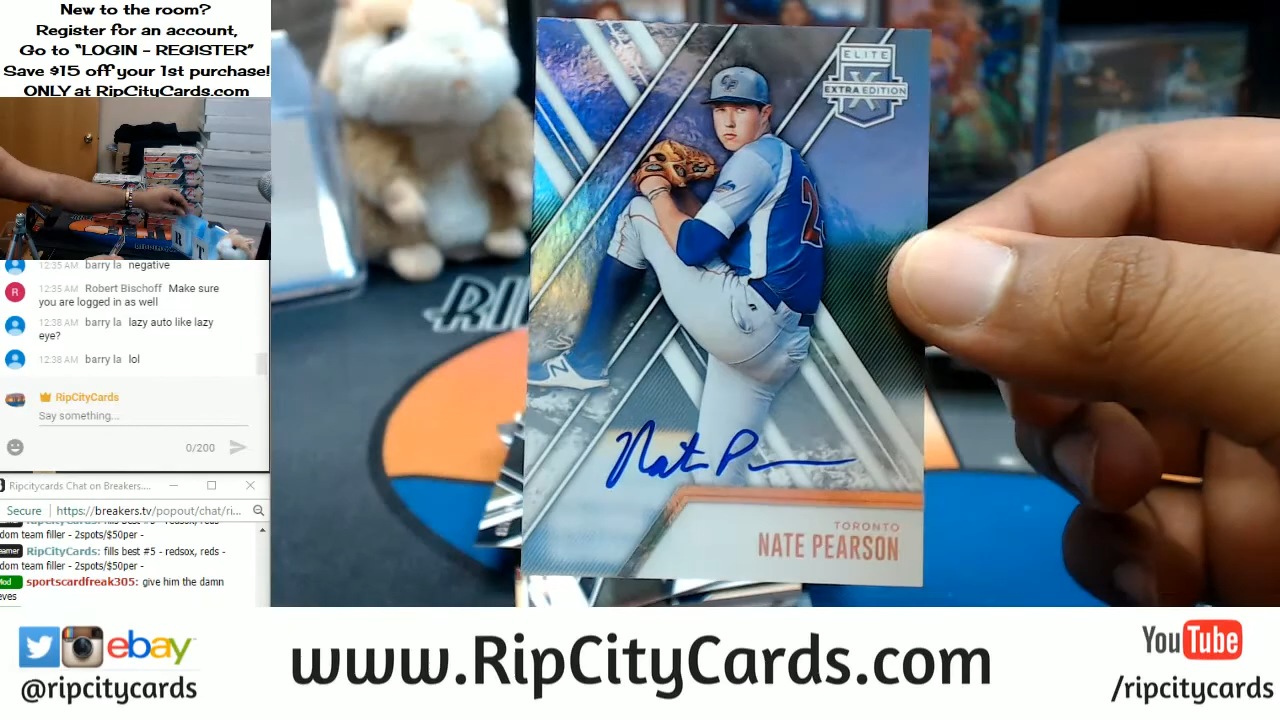 New to the room?
Register for an account,
Go to “LOGIN - REGISTER”
Save $15 off your 1st purchase!
ONLY at RipCityCards.com
12:35 AM barry la negative
R 12:35 AM Robert Bischoff Make sure
you are logged in as well
12:38 AM barry la lazy auto like lazy
eye?
12:38 AM barry la lol
RipCityCards
Say something...
0/200
Ripcitycards Chat on Breakers....
Secure https://breakers.tv/popout/chat/ri...
RipCityCards: fills best #5 - redsox, reds -
dom team filler - 2spots/$50per -
eamer RipCityCards: fills best #5 - redsox, reds -
dom team filler - 2spots/$50per -
Mod sportscardfreak305: give him the damn
eves
ELITE
X
EXTRA EDITION
Nate P
TORONTO
NATE PEARSON
ebay
@ripcitycards
www.RipCityCards.com
YouTube
/ripcitycards